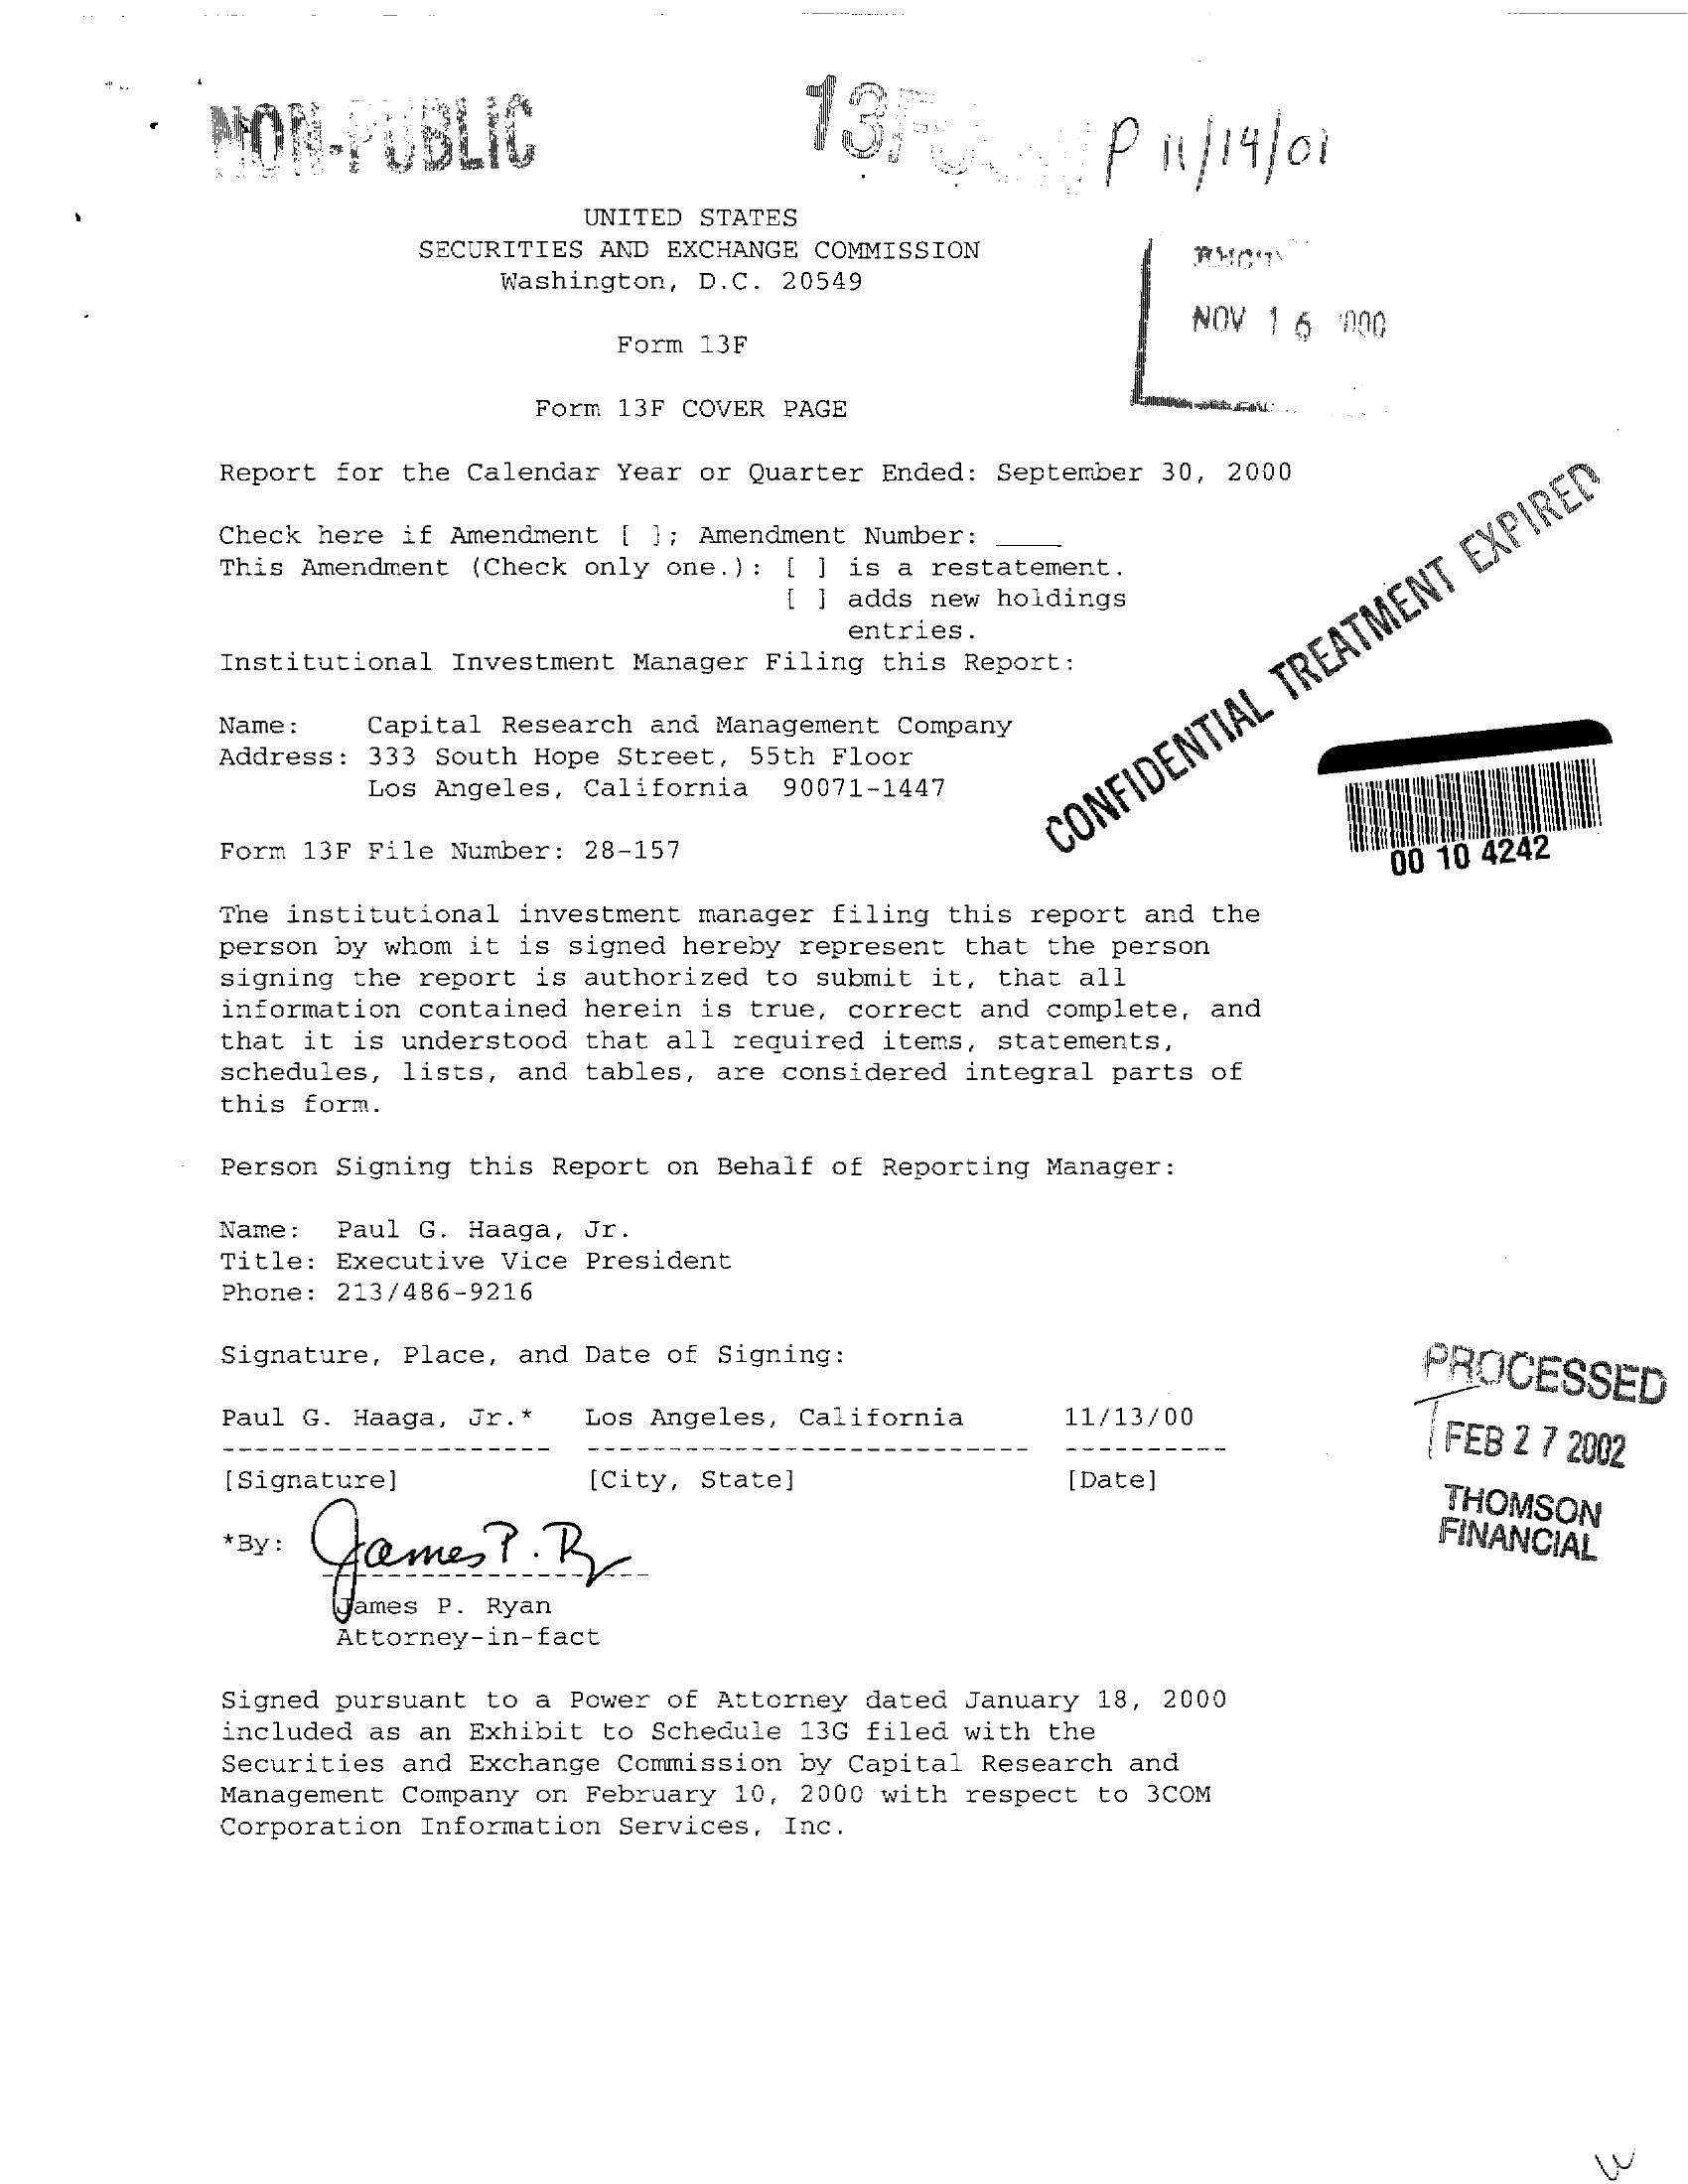 NON-PUBLIC
P 11/14/01
UNITED STATES
SECURITIES AND EXCHANGE COMMISSION
Washington, D.C. 20549
NOV 16
Form 13F
Form 13F COVER PAGE
Report for the Calendar Year or Quarter Ended: September 30, 2000
Check here if Amendment [ ]; Amendment Number: ____
This Amendment (Check only one.): [ ] is a restatement.
[ ] adds new holdings
entries.
Institutional Investment Manager Filing this Report:
CONFIDENTIAL TREATMENT EXPIRED
Name: Capital Research and Management Company
Address: 333 South Hope Street, 55th Floor
Los Angeles, California 90071-1447
00 10 4242
Form 13F File Number: 28-157
The institutional investment manager filing this report and the
person by whom it is signed hereby represent that the person
signing the report is authorized to submit it, that all
information contained herein is true, correct and complete, and
that it is understood that all required items, statements,
schedules, lists, and tables, are considered integral parts of
this form.
Person Signing this Report on Behalf of Reporting Manager:
Name: Paul G. Haaga, Jr.
Title: Executive Vice President
Phone: 213/486-9216
Signature, Place, and Date of Signing:
Paul G. Haaga, Jr.* Los Angeles, California 11/13/00
[Signature] [City, State] [Date]
PROCESSED
FEB 27 2002
THOMSON
FINANCIAL
*By: James P. R
James P. Ryan
Attorney-in-fact
Signed pursuant to a Power of Attorney dated January 18, 2000
included as an Exhibit to Schedule 13G filed with the
Securities and Exchange Commission by Capital Research and
Management Company on February 10, 2000 with respect to 3COM
Corporation Information Services, Inc.